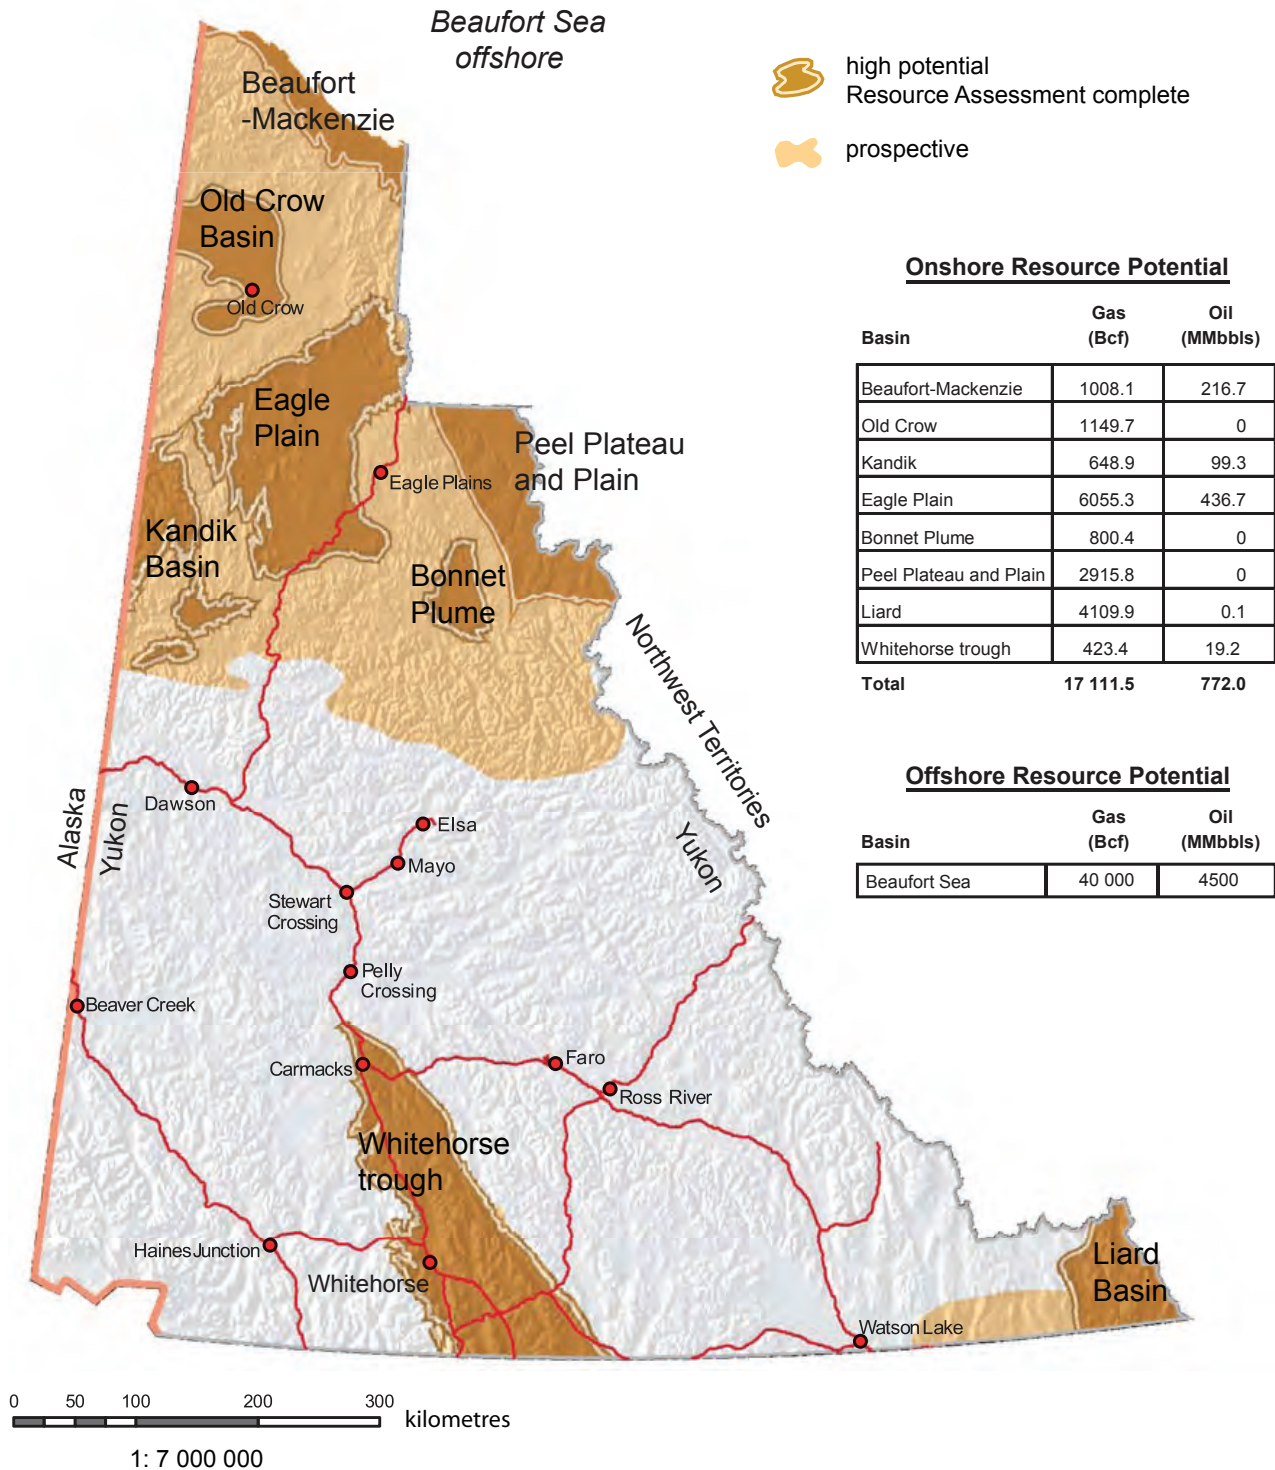 Beaufort Sea
offshore
high potential
Resource Assessment complete
prospective
Beaufort
-Mackenzie
Old Crow
Basin
Old Crow
Eagle
Plain
Peel Plateau
and Plain
Eagle Plains
Kandik
Basin
Bonnet
Plume
Northwest Territories
Yukon
Alaska
Yukon
Dawson
Elsa
Mayo
Stewart
Crossing
Pelly
Crossing
Beaver Creek
Carmacks
Faro
Ross River
Whitehorse
trough
Haines Junction
Whitehorse
Liard
Basin
Watson Lake
Onshore Resource Potential
Basin Gas (Bcf) Oil (MMbbls)
Beaufort-Mackenzie 1008.1 216.7
Old Crow 1149.7 0
Kandik 648.9 99.3
Eagle Plain 6055.3 436.7
Bonnet Plume 800.4 0
Peel Plateau and Plain 2915.8 0
Liard 4109.9 0.1
Whitehorse trough 423.4 19.2
Total 17 111.5 772.0
Offshore Resource Potential
Basin Gas (Bcf) Oil (MMbbls)
Beaufort Sea 40 000 4500
0 50 100 200 300 kilometres
1: 7 000 000